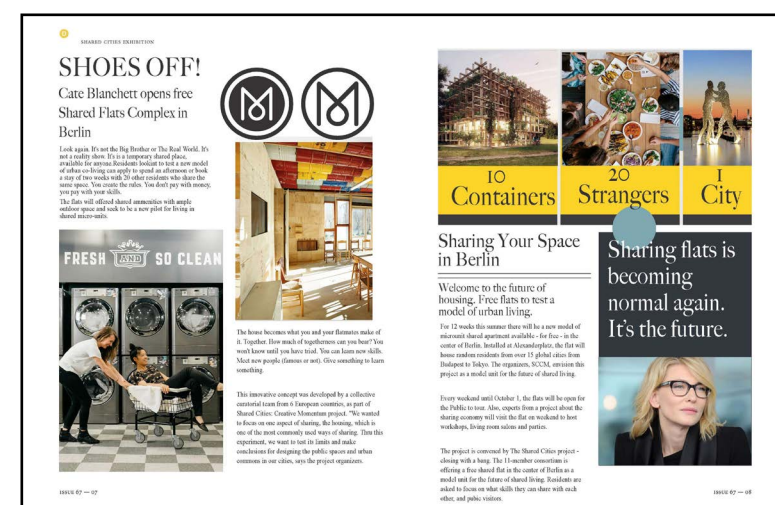 SHARED CITIES EXHIBITION
SHOES OFF!
Cate Blanchett opens free
Shared Flats Complex in
Berlin
Look again. It's not the Big Brother or The Real World. It's
not a reality show. It's is a temporary shared place,
available for anyone.Residents lookint to test a new model
of urban co-living can apply to spend an afternoon or book
a stay of two weeks with 20 other residents who share the
same space. You create the rules. You don't pay with money,
you pay with your skills.
The flats will offered shared ammenities with ample
outdoor space and seek to be a new pilot for living in
shared micro-units.
FRESH AND SO CLEAN
The house becomes what you and your flatmates make of
it. Together. How much of togetherness can you bear? You
won't know until you have tried. You can learn new skills.
Meet new people (famous or not). Give something to learn
something.
This innovative concept was developed by a collective
curatorial team from 6 European countries, as part of
Shared Cities: Creative Momentum project. "We wanted
to focus on one aspect of sharing, the housing, which is
one of the most commonly used ways of sharing. Thru this
experiment, we want to test its limits and make
conclusions for designing the public spaces and urban
commons in our cities, says the project organizers.
ISSUE 67 — 07
10
Containers
20
Strangers
1
City
Sharing Your Space
in Berlin
Welcome to the future of
housing. Free flats to test a
model of urban living.
For 12 weeks this summer there will be a new model of
microunit shared apartment available - for free - in the
center of Berlin. Installed at Alexanderplatz, the flat will
house random residents from over 15 global cities from
Budapest to Tokyo. The organizers, SCCM, envision this
project as a model unit for the future of shared living.
Every weekend until October 1, the flats will be open for
the Public to tour. Also, experts from a project about the
sharing economy will visit the flat on weekend to host
workshops, living room salons and parties.
The project is convened by The Shared Cities project -
closing with a bang. The 11-member consortium is
offering a free shared flat in the center of Berlin as a
model unit for the future of shared living. Residents are
asked to focus on what skills they can share with each
other, and pubic visitors.
Sharing flats is
becoming
normal again.
It's the future.
ISSUE 67 — 08